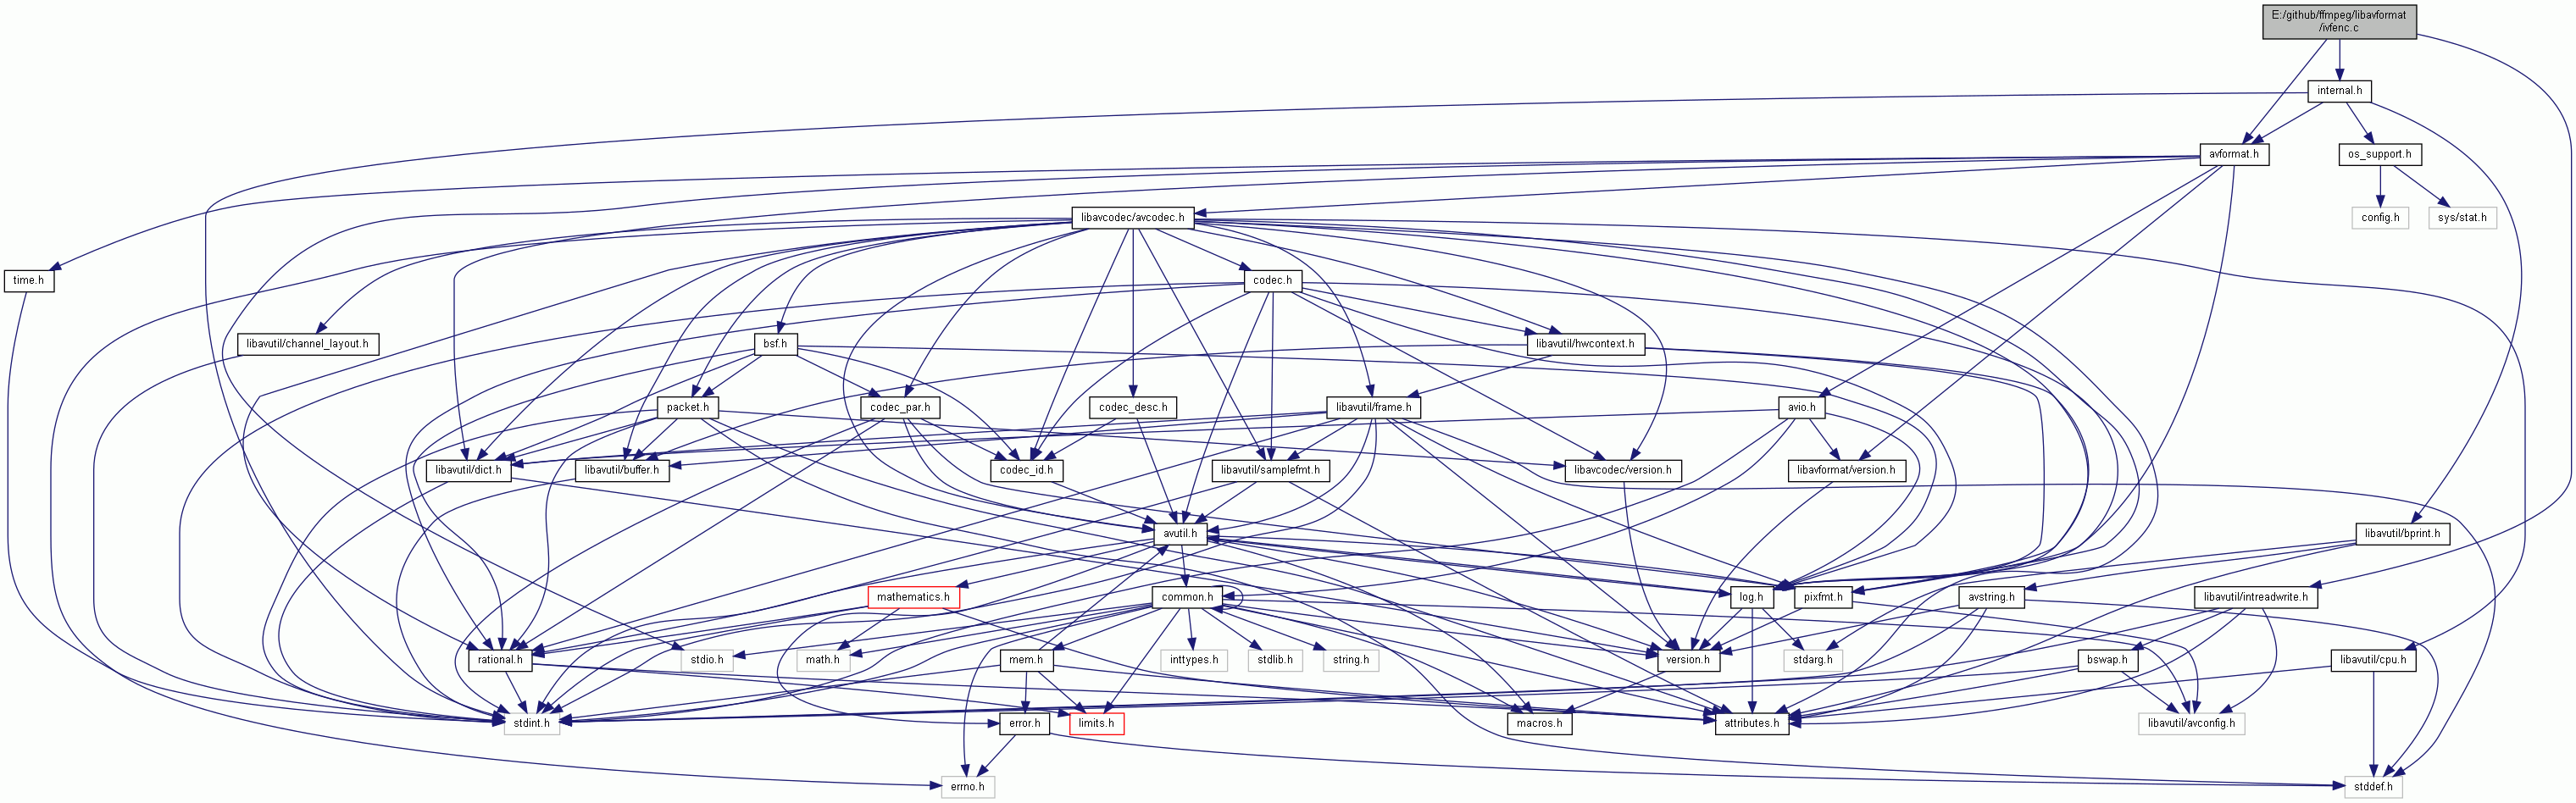 E:/github/ffmpeg/libavformat
/ivfenc.c
internal.h
avformat.h
os_support.h
libavcodec/avcodec.h
config.h
sys/stat.h
time.h
codec.h
libavutil/channel_layout.h
bsf.h
libavutil/hwcontext.h
packet.h
codec_par.h
codec_desc.h
libavutil/frame.h
avio.h
libavutil/dict.h
libavutil/buffer.h
codec_id.h
libavutil/samplefmt.h
libavcodec/version.h
libavformat/version.h
avutil.h
libavutil/bprint.h
mathematics.h
common.h
log.h
pixfmt.h
avstring.h
libavutil/intreadwrite.h
rational.h
stdio.h
math.h
mem.h
inttypes.h
stdlib.h
string.h
version.h
stdarg.h
bswap.h
libavutil/cpu.h
stdint.h
error.h
limits.h
macros.h
attributes.h
libavutil/avconfig.h
errno.h
stddef.h